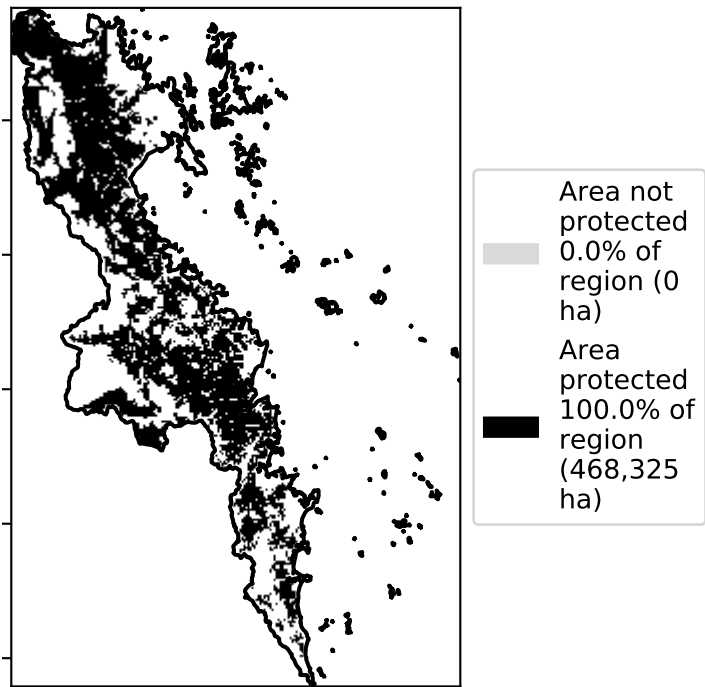 Area not
protected
0.0% of
region (0
ha)
Area
protected
100.0% of
region
(468,325
ha)